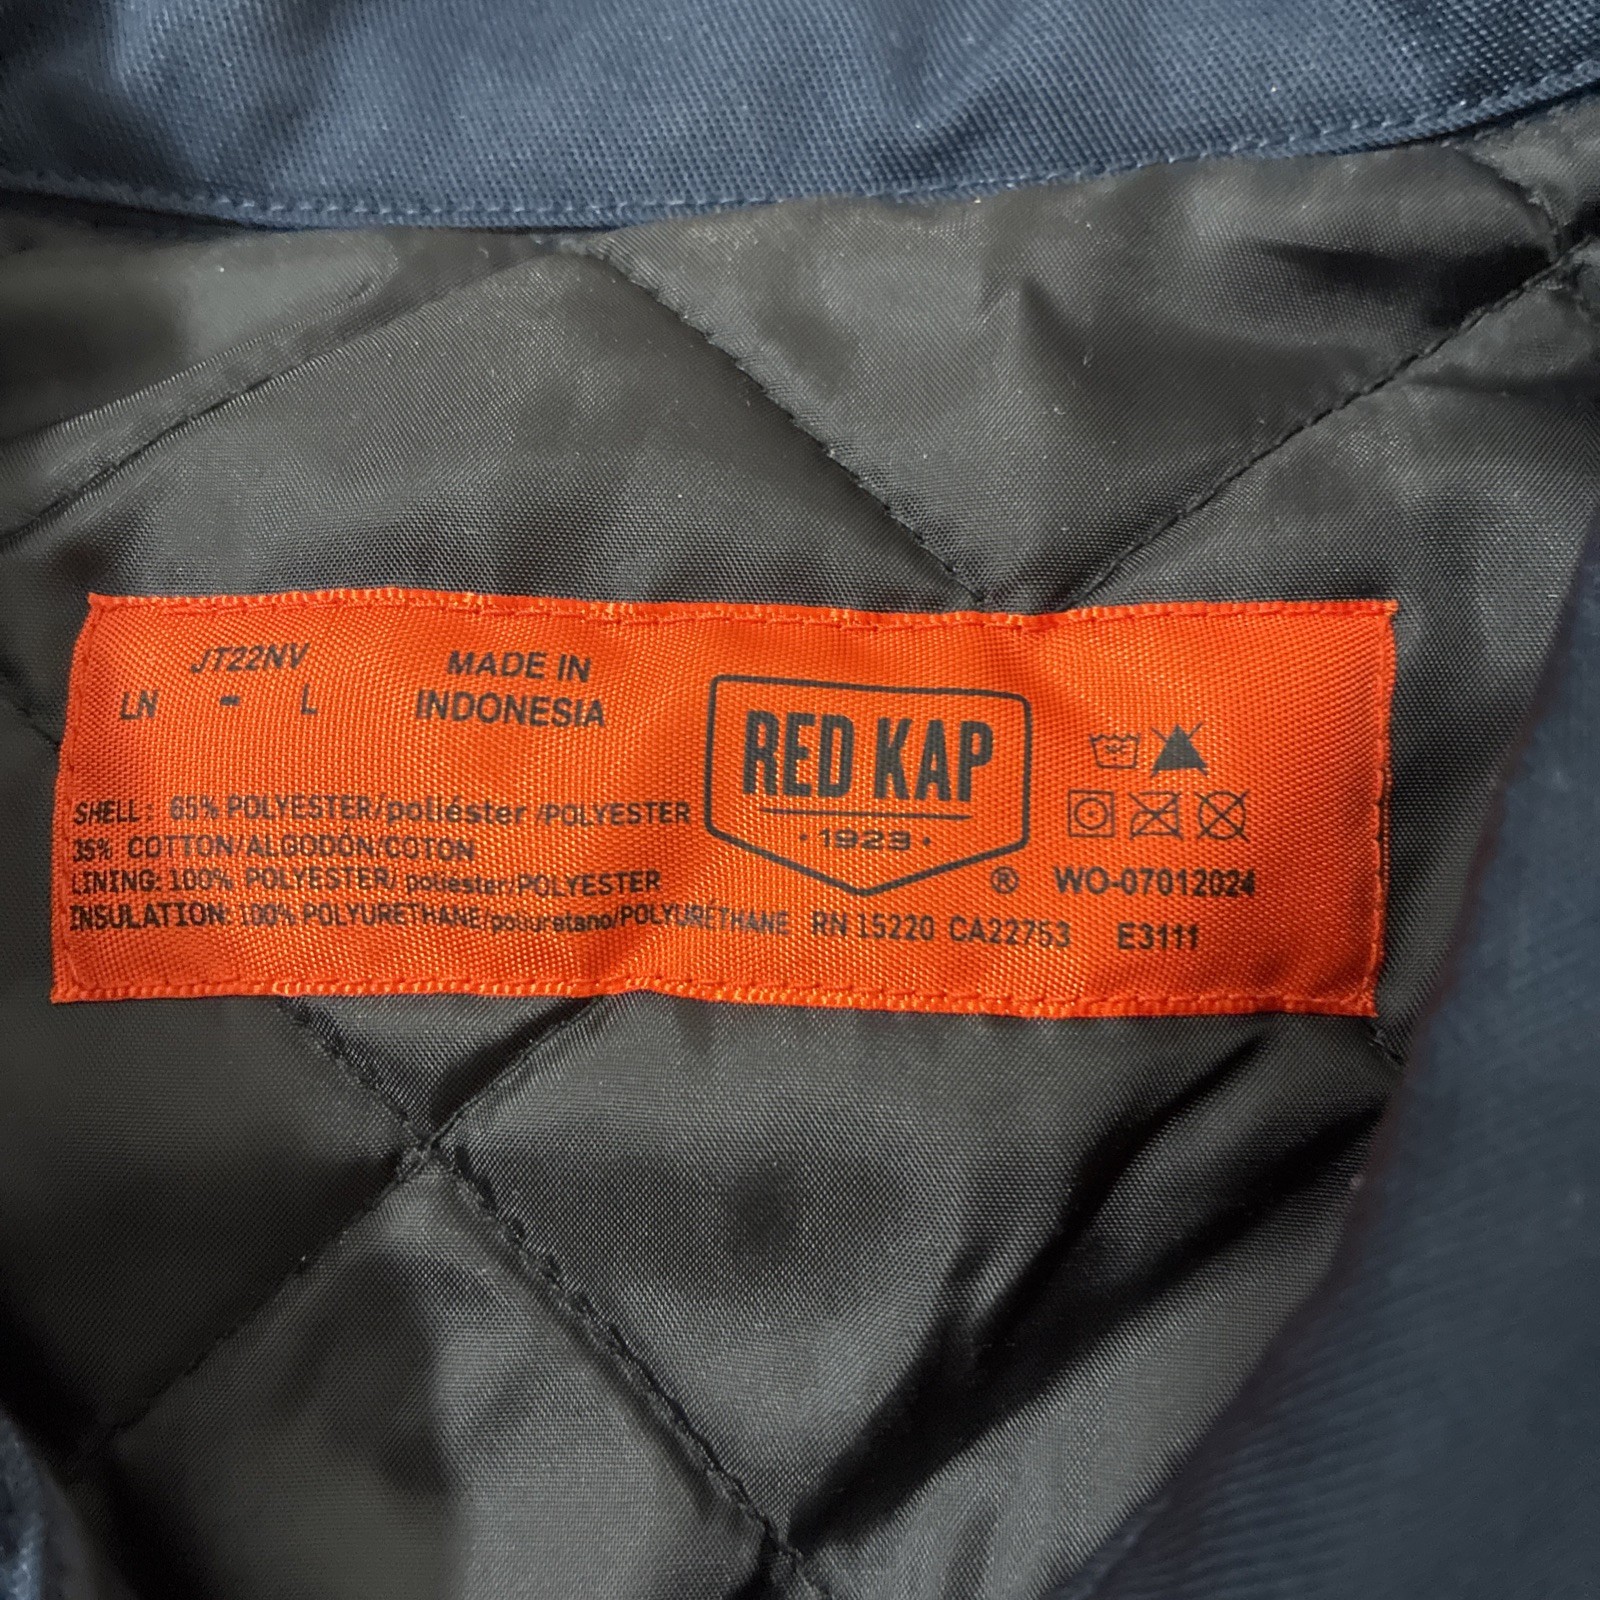 JT22NV
LN - L
MADE IN
INDONESIA
SHELL: 65% POLYESTER/poliéster/POLYESTER
35% COTTON/ALGODÓN/COTON
LINING: 100% POLYESTER/poliester/POLYESTER
INSULATION: 100% POLYURETHANE/poliuretano/POLYURÉTHANE
RED KAP
·1923·
®
WO-07012024
RN 15220 CA22753 E3111